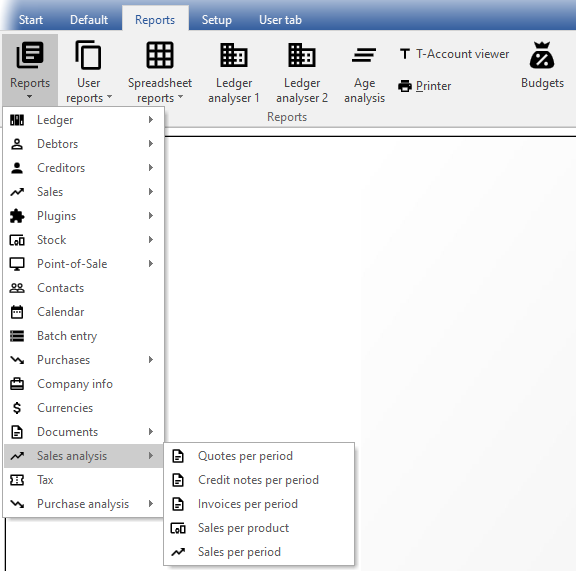 Start Default Reports Setup User tab
Reports User reports Spreadsheet reports Ledger analyser 1 Ledger analyser 2 Age analysis T-Account viewer Printer Budgets
Reports
Ledger
Debtors
Creditors
Sales
Plugins
Stock
Point-of-Sale
Contacts
Calendar
Batch entry
Purchases
Company info
Currencies
Documents
Sales analysis
Tax
Purchase analysis
Quotes per period
Credit notes per period
Invoices per period
Sales per product
Sales per period